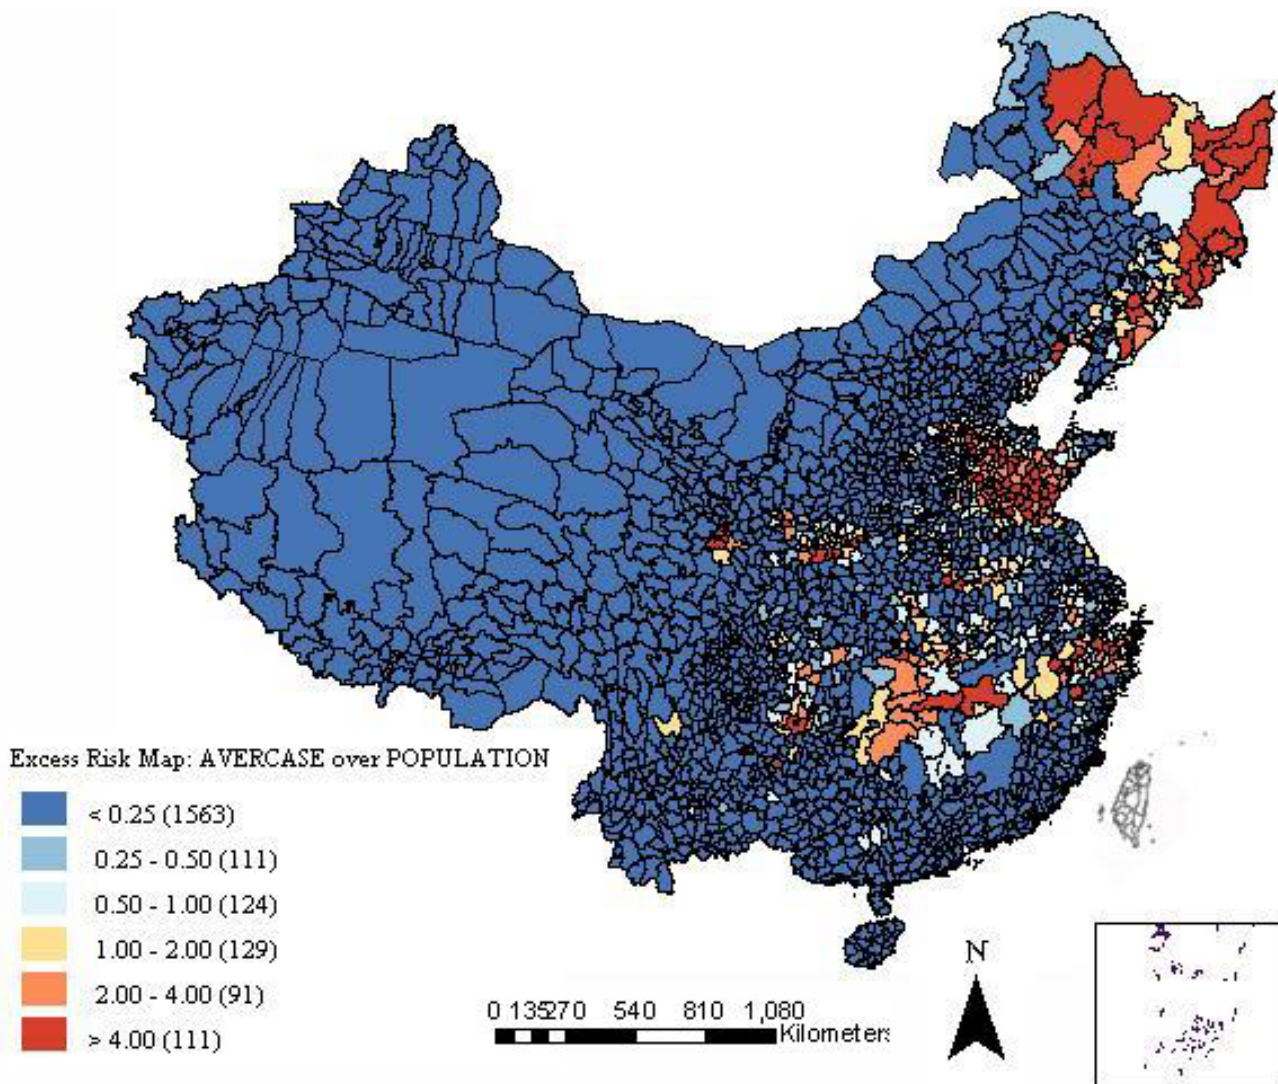 Excess Risk Map: AVERCASE over POPULATION
< 0.25 (1563)
0.25 - 0.50 (111)
0.50 - 1.00 (124)
1.00 - 2.00 (129)
2.00 - 4.00 (91)
> 4.00 (111)
N
0 135270 540 810 1,080
Kilometers